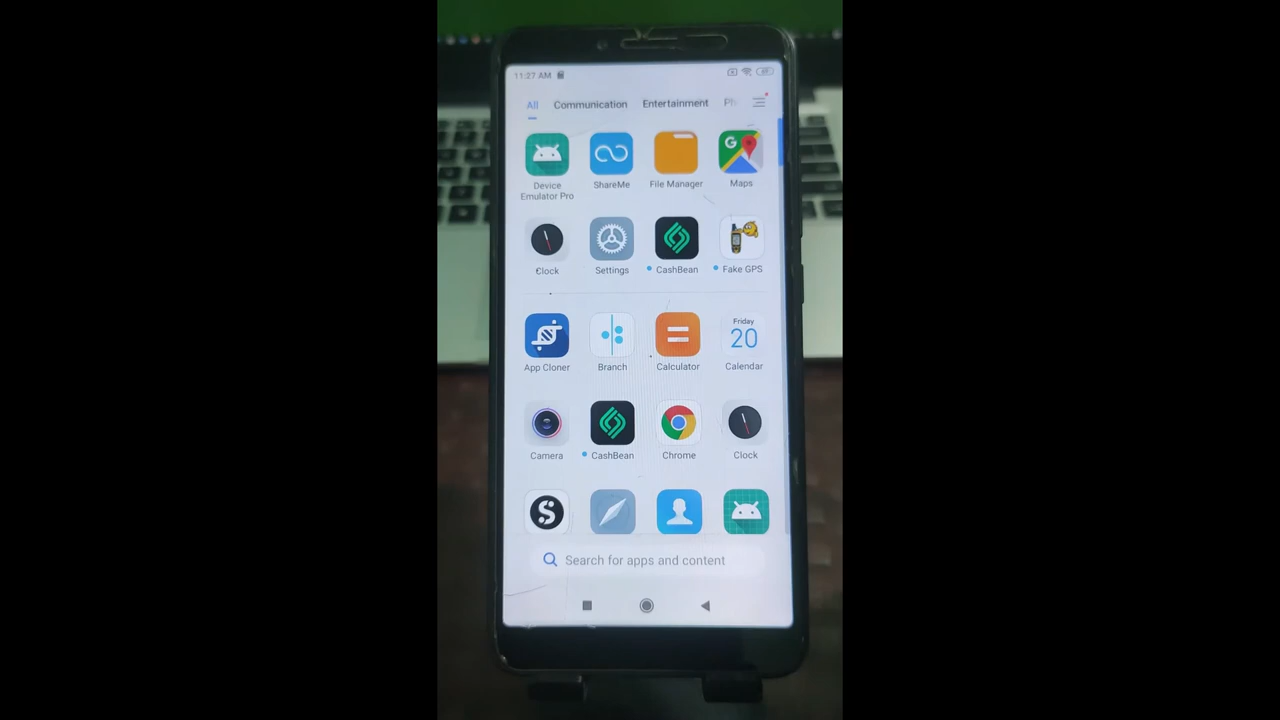 11:27 AM
All Communication Entertainment Ph
Device Emulator Pro ShareMe File Manager Maps
Clock Settings CashBean Fake GPS
Friday
20
App Cloner Branch Calculator Calendar
Camera CashBean Chrome Clock
S
Search for apps and content